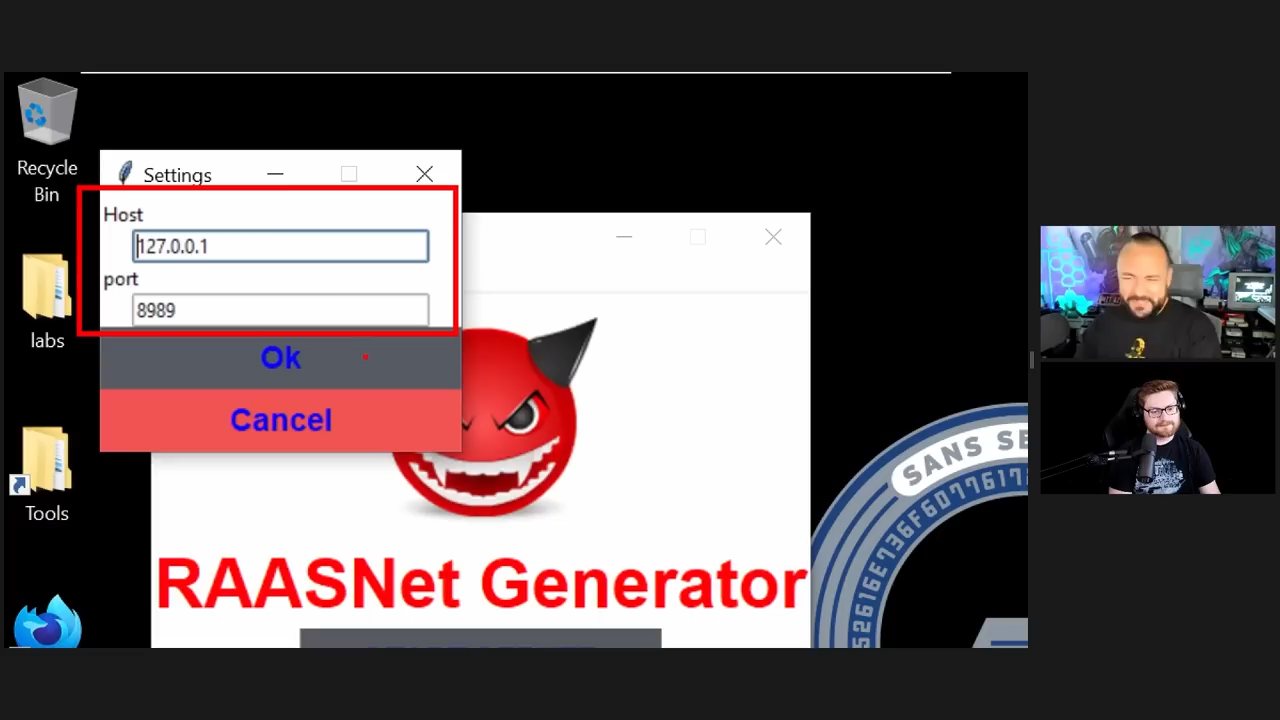 Recycle
Bin
labs
Tools
Settings
Host
127.0.0.1
port
8989
Ok
Cancel
RAASNet Generator
SANS SE